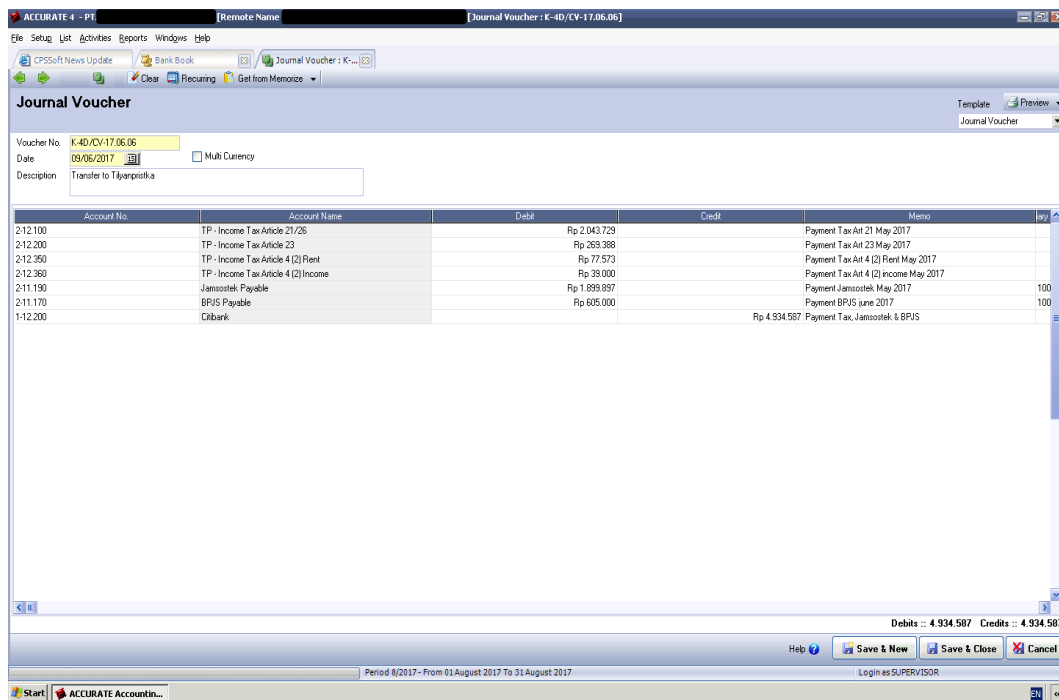 ACCURATE 4 - PT. [Remote Name [Journal Voucher : K-4D/CV-17.06.06]
File Setup List Activities Reports Windows Help
CPSSoft News Update Bank Book Journal Voucher : K-...
Clear Recurring Get from Memorize
Journal Voucher
Template Preview
Journal Voucher
Voucher No. K-4D/CV-17.06.06
Date 09/06/2017 15 Multi Currency
Description Transfer to Tilyanpristka
Account No. Account Name Debit Credit Memo
2-12.100 TP - Income Tax Article 21/26 Rp 2.043.729 Payment Tax Art 21 May 2017
2-12.200 TP - Income Tax Article 23 Rp 269.388 Payment Tax Art 23 May 2017
2-12.350 TP - Income Tax Article 4 (2) Rent Rp 77.573 Payment Tax Art 4 (2) Rent May 2017
2-12.360 TP - Income Tax Article 4 (2) Income Rp 39.000 Payment Tax Art 4 (2) income May 2017
2-11.190 Jamsostek Payable Rp 1.899.897 Payment Jamsostek May 2017 100
2-11.170 BPJS Payable Rp 605.000 Payment BPJS june 2017 100
1-12.200 Citibank Rp 4.934.587 Payment Tax, Jamsostek & BPJS
Debits :: 4.934.587 Credits :: 4.934.587
Help ? Save & New Save & Close Cancel
Period 8/2017 - From 01 August 2017 To 31 August 2017 Login as SUPERVISOR
Start ACCURATE Accountin... EN